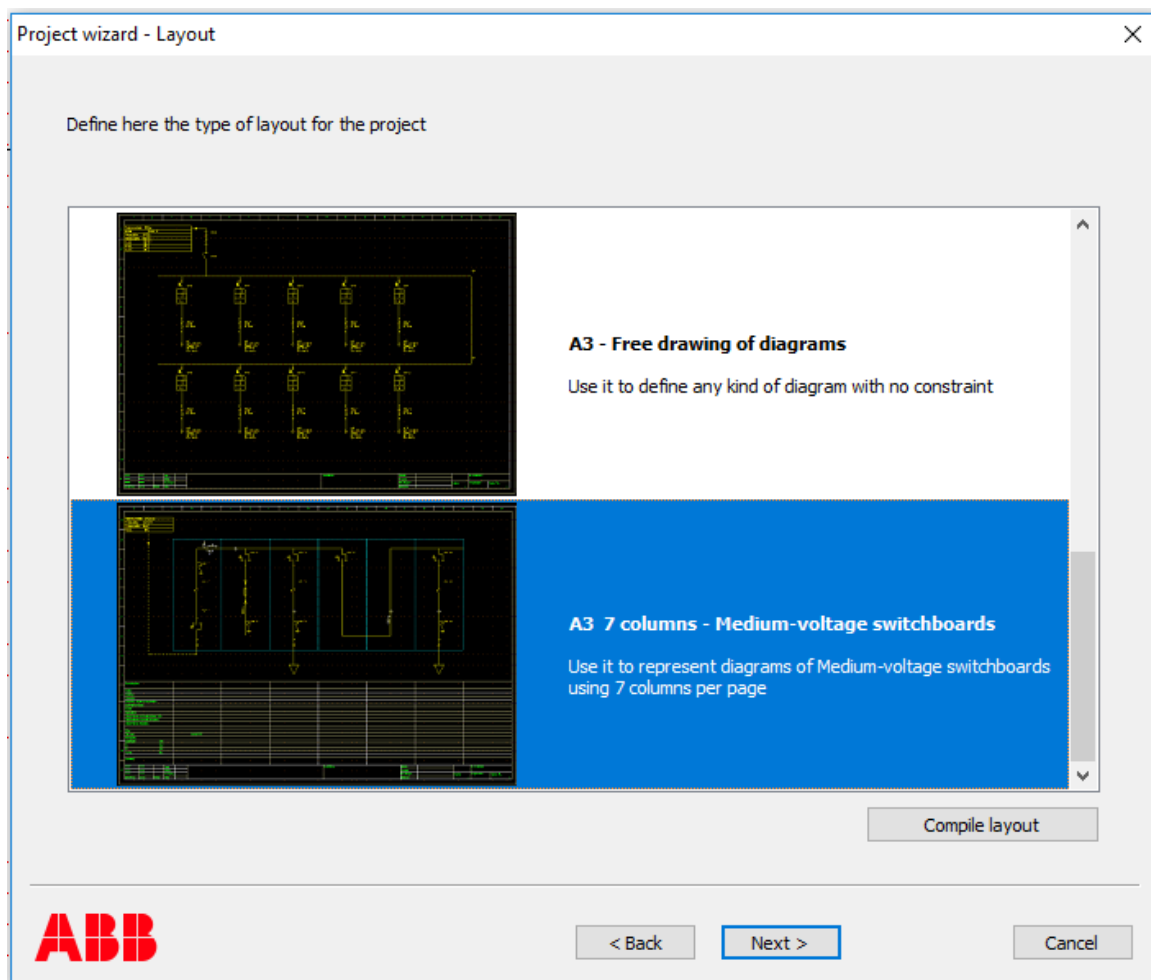 Project wizard - Layout
Define here the type of layout for the project
A3 - Free drawing of diagrams
Use it to define any kind of diagram with no constraint
A3 7 columns - Medium-voltage switchboards
Use it to represent diagrams of Medium-voltage switchboards
using 7 columns per page
Compile layout
ABB
< Back
Next >
Cancel